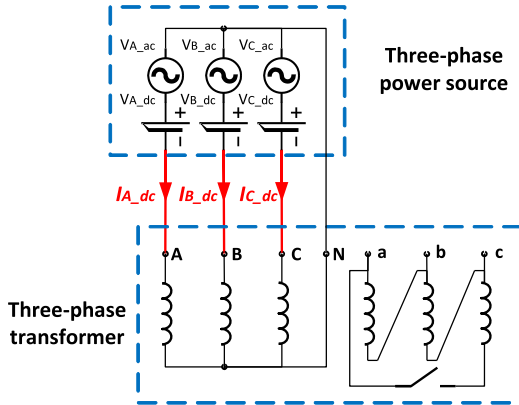 VA_ac VB_ac VC_ac
Three-phase
power source
VA_dc VB_dc VC_dc
+ + +
- - -
IA_dc IB_dc IC_dc
A B C N a b c
Three-phase
transformer